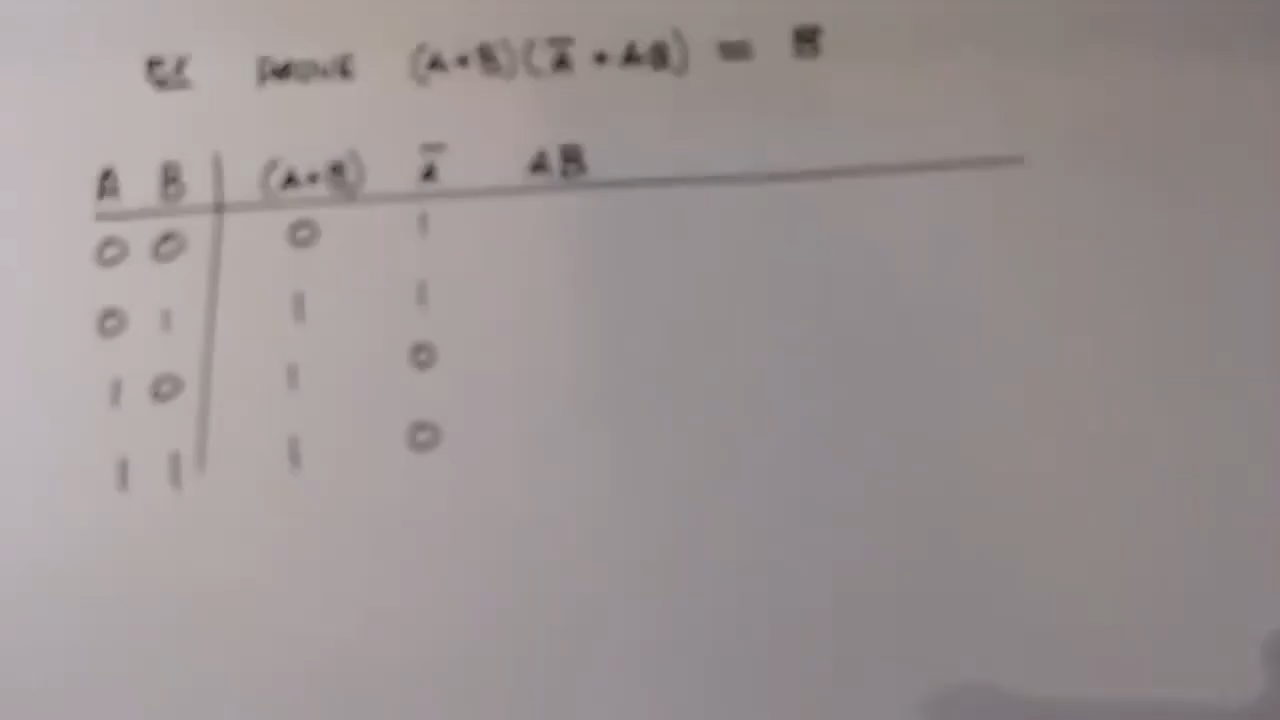 EX PROVE (A+B)(A̅ + AB) = B
A B | (A+B) A̅ AB
0 0 0 1
0 1 1 1
1 0 1 0
1 1 1 0